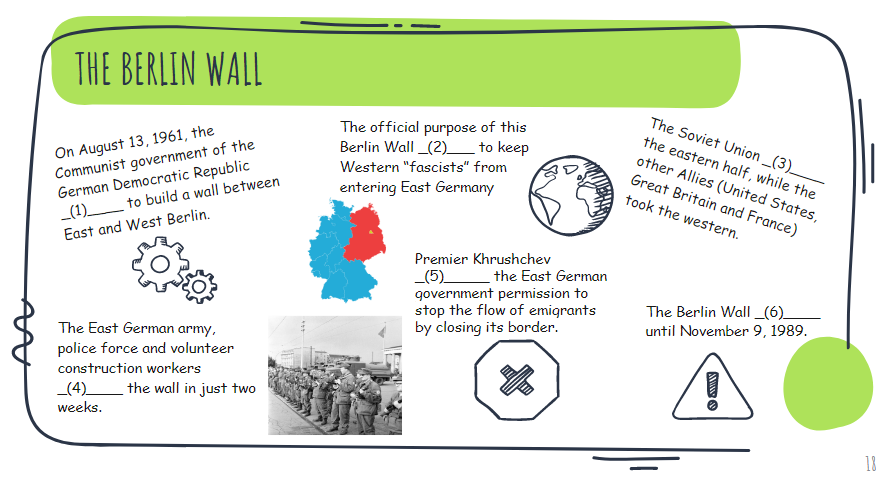 THE BERLIN WALL
On August 13, 1961, the
Communist government of the
German Democratic Republic
_(1)_____ to build a wall between
East and West Berlin.
The official purpose of this
Berlin Wall _(2)____ to keep
Western “fascists” from
entering East Germany
The Soviet Union _(3)_____
the eastern half, while the
other Allies (United States,
Great Britain and France)
took the western.
The East German army,
police force and volunteer
construction workers
_(4)_____ the wall in just two
weeks.
Premier Khrushchev
_(5)______ the East German
government permission to
stop the flow of emigrants
by closing its border.
The Berlin Wall _(6)_____
until November 9, 1989.
18